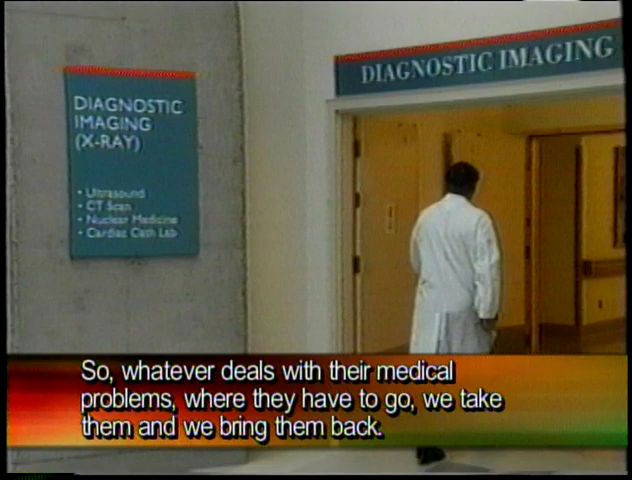 DIAGNOSTIC IMAGING
DIAGNOSTIC
IMAGING
(X-RAY)
• Ultrasound
• CT Scan
• Nuclear Medicine
• Cardiac Cath Lab
So, whatever deals with their medical
problems, where they have to go, we take
them and we bring them back.